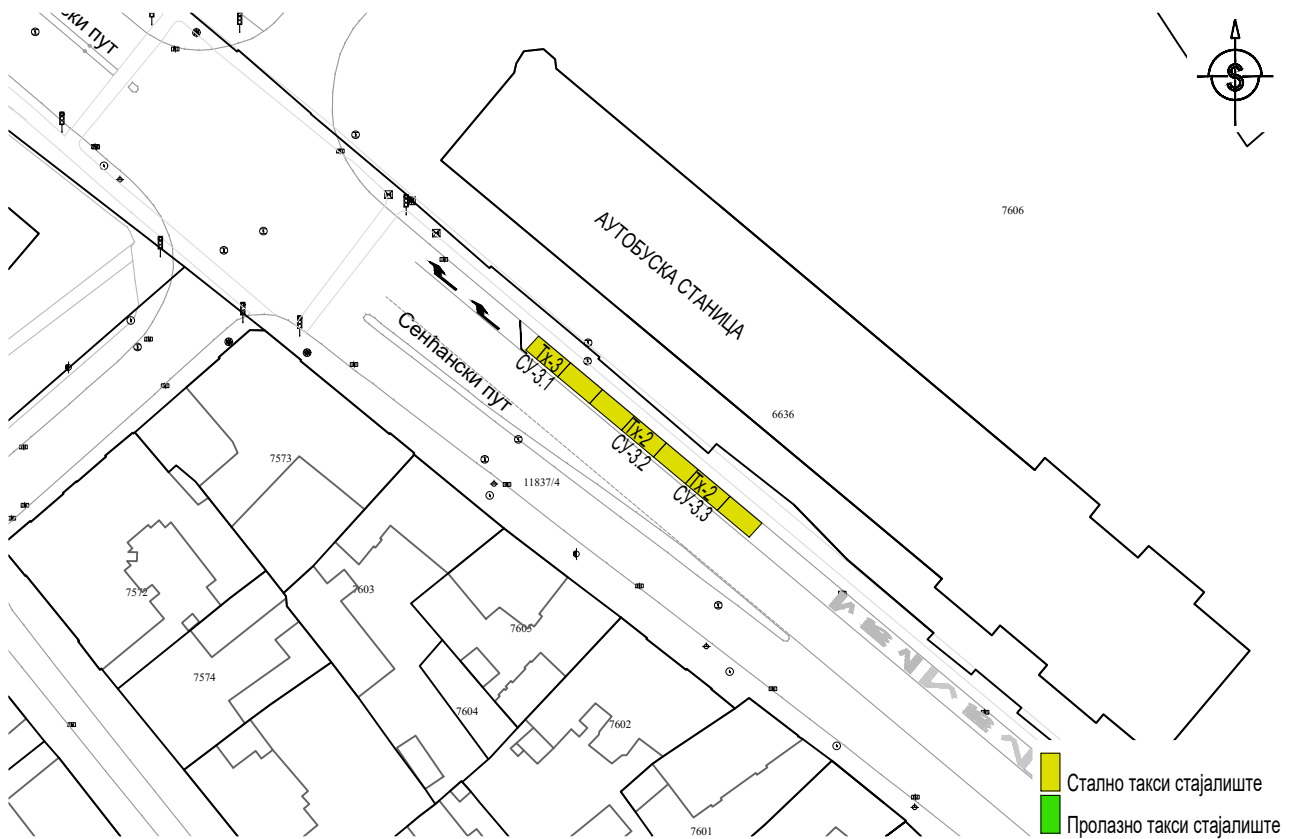 ски пут
S
7606
АУТОБУСКА СТАНИЦА
Сенћански пут
Тх-3
СУ-3.1
6636
Тх-2
СУ-3.2
Тх-2
СУ-3.3
7573
11837/4
7572
7603
7605
7574
7604
7602
7601
Стално такси стајалиште
Пролазно такси стајалиште